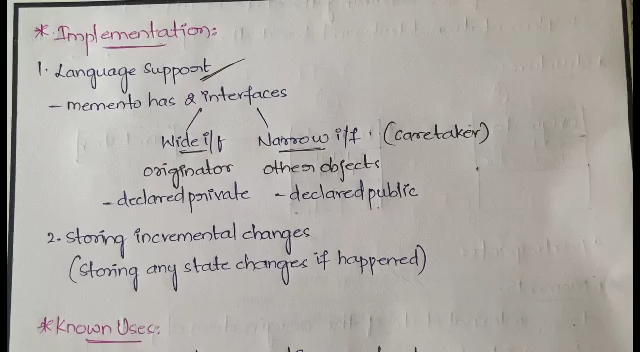 * Implementation:
1. Language support
- memento has 2 interfaces
Wide i/f Narrow i/f. (caretaker)
originator other objects
- declared private - declared public
2. Storing incremental changes
(Storing any state changes if happened)
* Known Uses: